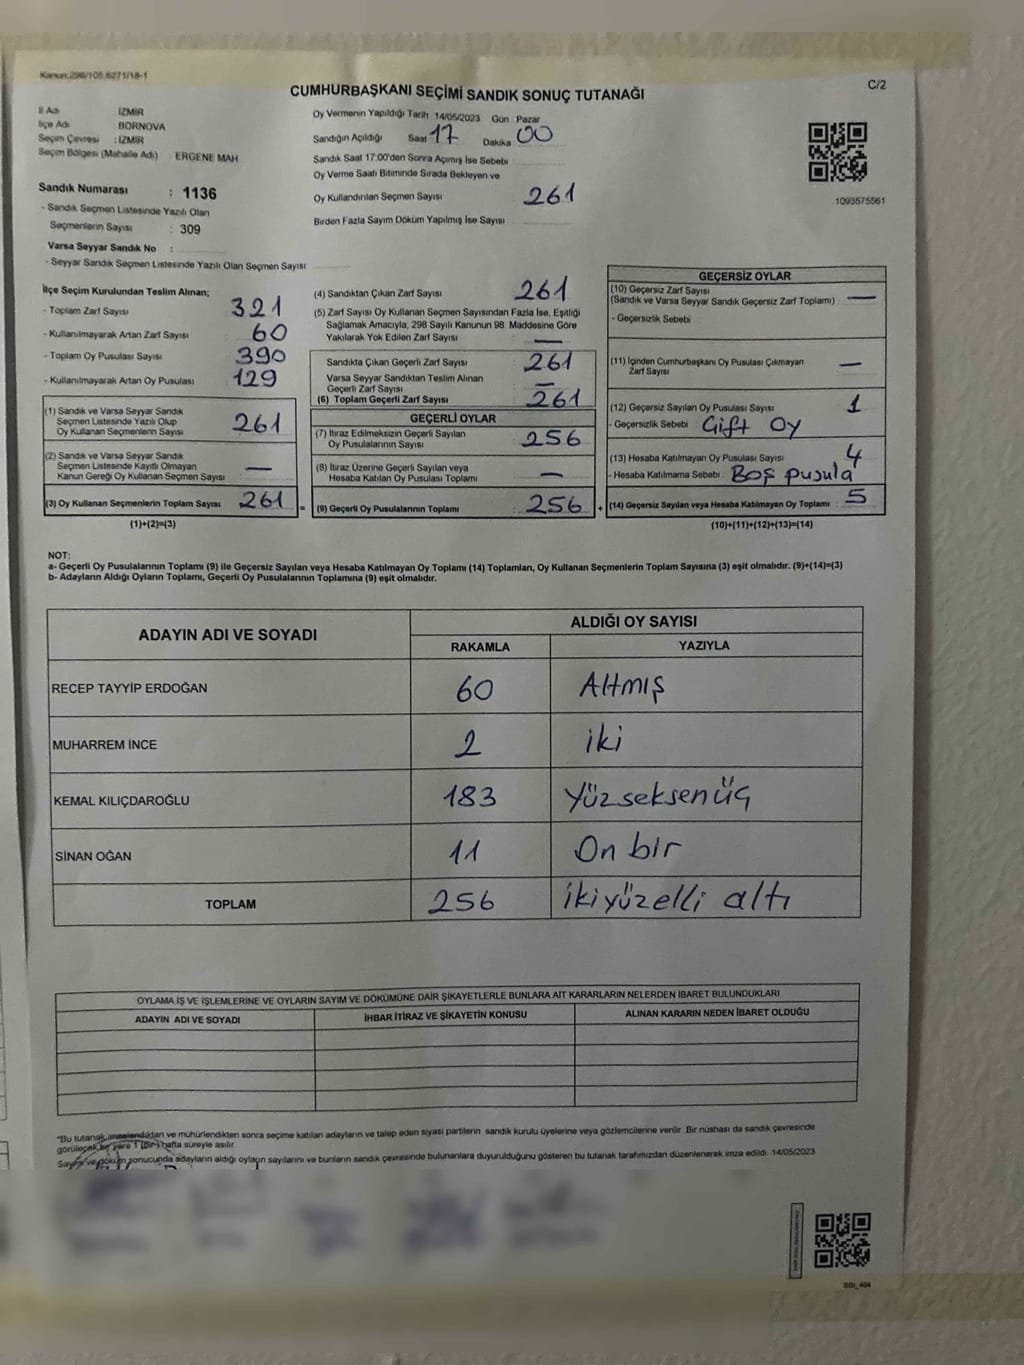 Kanun.298/105,6271/18-1
C/2
CUMHURBAŞKANI SEÇİMİ SANDIK SONUÇ TUTANAĞI
İl Adı : İZMİR
İlçe Adı : BORNOVA
Seçim Çevresi : İZMİR
Seçim Bölgesi (Mahalle Adı) : ERGENE MAH
Sandık Numarası : 1136
- Sandık Seçmen Listesinde Yazılı Olan
Seçmenlerin Sayısı : 309
Varsa Seyyar Sandık No :
- Seyyar Sandık Seçmen Listesinde Yazılı Olan Seçmen Sayısı
Oy Vermenin Yapıldığı Tarih 14/05/2023 Gün Pazar
Sandığın Açıldığı Saat 17 Dakika 00
Sandık Saat 17:00'den Sonra Açımış İse Sebebi
Oy Verme Saati Bitiminde Sırada Bekleyen ve
Oy Kullandırılan Seçmen Sayısı 261
Birden Fazla Sayım Döküm Yapılmış İse Sayısı
1093575561
İlçe Seçim Kurulundan Teslim Alınan;
- Toplam Zarf Sayısı 321
- Kullanılmayarak Artan Zarf Sayısı 60
- Toplam Oy Pusulası Sayısı 390
- Kullanılmayarak Artan Oy Pusulası 129
(1) Sandık ve Varsa Seyyar Sandık
Seçmen Listesinde Yazılı Olup
Oy Kullanan Seçmenlerin Sayısı 261
(2) Sandık ve Varsa Seyyar Sandık
Seçmen Listesinde Kayıtlı Olmayan
Kanun Gereği Oy Kullanan Seçmen Sayısı —
(3) Oy Kullanan Seçmenlerin Toplam Sayısı 261 =
(1)+(2)=(3)
(4) Sandıktan Çıkan Zarf Sayısı 261
(5) Zarf Sayısı Oy Kullanan Seçmen Sayısından Fazla İse, Eşitliği
Sağlamak Amacıyla, 298 Sayılı Kanunun 98. Maddesine Göre
Yakılarak Yok Edilen Zarf Sayısı —
Sandıkta Çıkan Geçerli Zarf Sayısı 261
Varsa Seyyar Sandıktan Teslim Alınan
Geçerli Zarf Sayısı —
(6) Toplam Geçerli Zarf Sayısı 261
GEÇERLİ OYLAR
(7) İtiraz Edilmeksizin Geçerli Sayılan
Oy Pusulalarının Sayısı : 256
(8) İtiraz Üzerine Geçerli Sayılan veya
Hesaba Katılan Oy Pusulası Toplamı : —
(9) Geçerli Oy Pusulalarının Toplamı : 256 +
GEÇERSİZ OYLAR
(10) Geçersiz Zarf Sayısı
(Sandık ve Varsa Seyyar Sandık Geçersiz Zarf Toplamı) —
- Geçersizlik Sebebi :
(11) İçinden Cumhurbaşkanı Oy Pusulası Çıkmayan
Zarf Sayısı —
(12) Geçersiz Sayılan Oy Pusulası Sayısı : 1
- Geçersizlik Sebebi : Çift Oy
(13) Hesaba Katılmayan Oy Pusulası Sayısı : 4
- Hesaba Katılmama Sebebi : Boş pusula
(14) Geçersiz Sayılan veya Hesaba Katılmayan Oy Toplamı : 5
(10)+(11)+(12)+(13)=(14)
NOT:
a- Geçerli Oy Pusulalarının Toplamı (9) ile Geçersiz Sayılan veya Hesaba Katılmayan Oy Toplamı (14) Toplamları, Oy Kullanan Seçmenlerin Toplam Sayısına (3) eşit olmalıdır. (9)+(14)=(3)
b- Adayların Aldığı Oyların Toplamı, Geçerli Oy Pusulalarının Toplamına (9) eşit olmalıdır.
ADAYIN ADI VE SOYADI
ALDIĞI OY SAYISI
RAKAMLA YAZIYLA
RECEP TAYYİP ERDOĞAN 60 Altmış
MUHARREM İNCE 2 iki
KEMAL KILIÇDAROĞLU 183 Yüzseksenüç
SİNAN OĞAN 11 On bir
TOPLAM 256 ikiyüzelli altı
OYLAMA İŞ VE İŞLEMLERİNE VE OYLARIN SAYIM VE DÖKÜMÜNE DAİR ŞİKAYETLERLE BUNLARA AİT KARARLARIN NELERDEN İBARET BULUNDUKLARI
ADAYIN ADI VE SOYADI İHBAR İTİRAZ VE ŞİKAYETİN KONUSU ALINAN KARARIN NEDEN İBARET OLDUĞU
*Bu tutanak imzalandıktan ve mühürlendikten sonra seçime katılan adayların ve talep eden siyasi partilerin sandık kurulu üyelerine veya gözlemcilerine verilir. Bir nüshası da sandık çevresinde
görülecek bir yere 1 (Bir) hafta süreyle asılır.
Sayım ve döküm sonucunda adayların aldığı oyların sayılarını ve bunların sandık çevresinde bulunanlara duyurulduğunu gösteren bu tutanak tarafımızdan düzenlenerek imza edildi. 14/05/2023